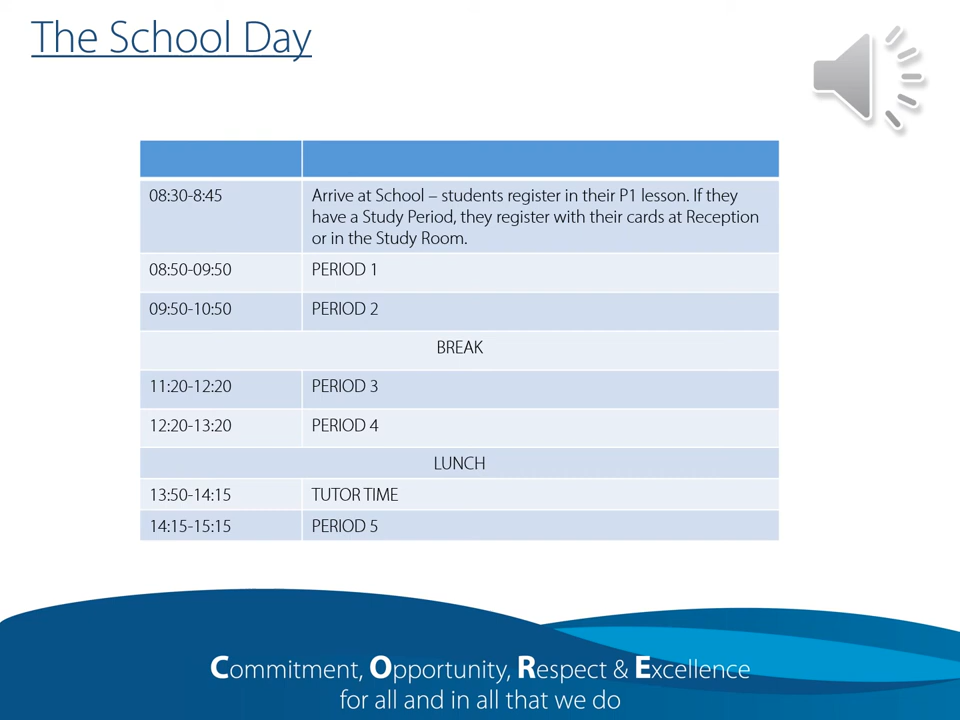 The School Day
08:30-8:45 Arrive at School – students register in their P1 lesson. If they
have a Study Period, they register with their cards at Reception
or in the Study Room.
08:50-09:50 PERIOD 1
09:50-10:50 PERIOD 2
BREAK
11:20-12:20 PERIOD 3
12:20-13:20 PERIOD 4
LUNCH
13:50-14:15 TUTOR TIME
14:15-15:15 PERIOD 5
Commitment, Opportunity, Respect & Excellence
for all and in all that we do